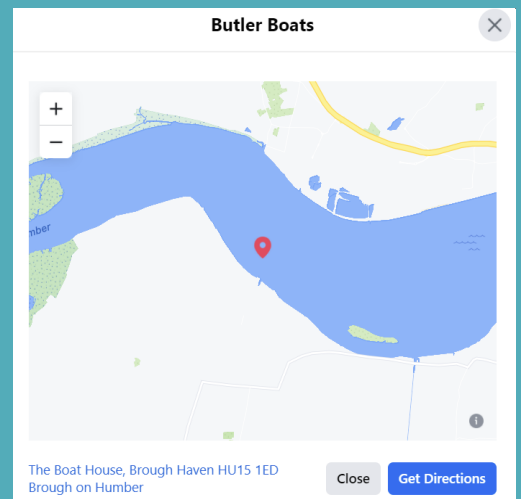 Butler Boats
+
−
mber
The Boat House, Brough Haven HU15 1ED
Brough on Humber
Close
Get Directions